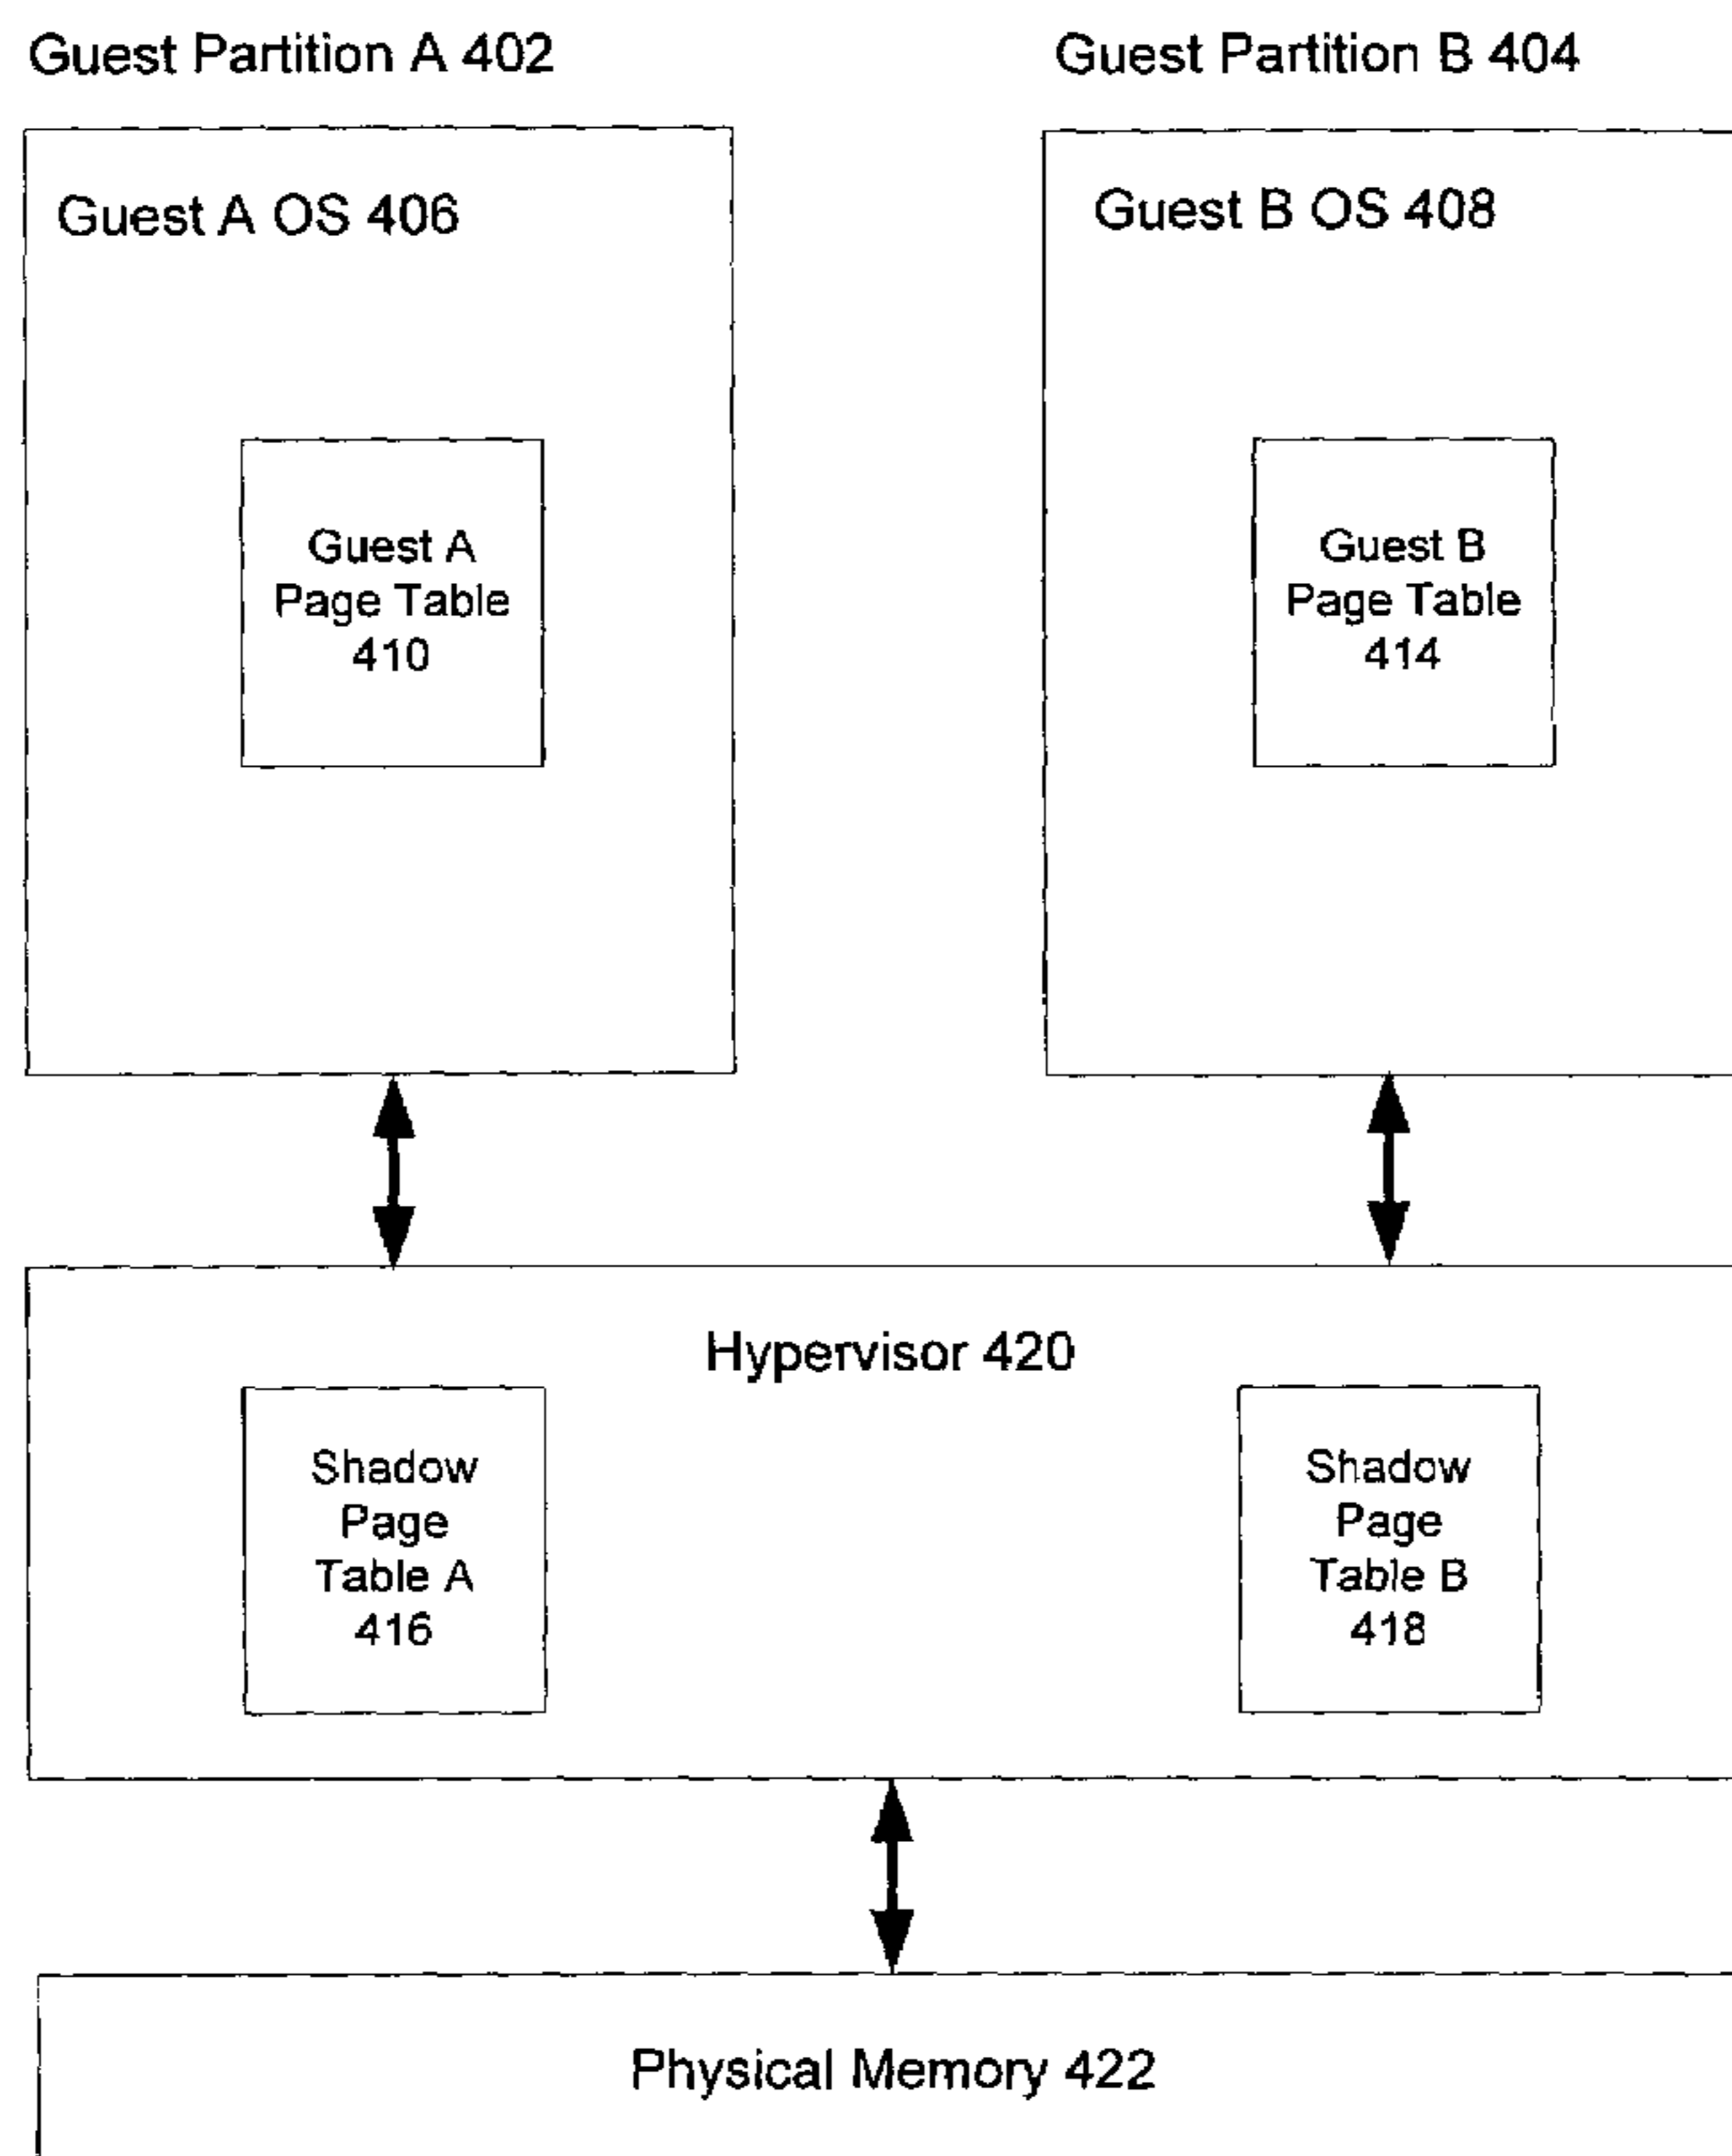 Guest Partition A 402
Guest Partition B 404
Guest A OS 406
Guest B OS 408
Guest A
Page Table
410
Guest B
Page Table
414
Hypervisor 420
Shadow
Page
Table A
416
Shadow
Page
Table B
418
Physical Memory 422